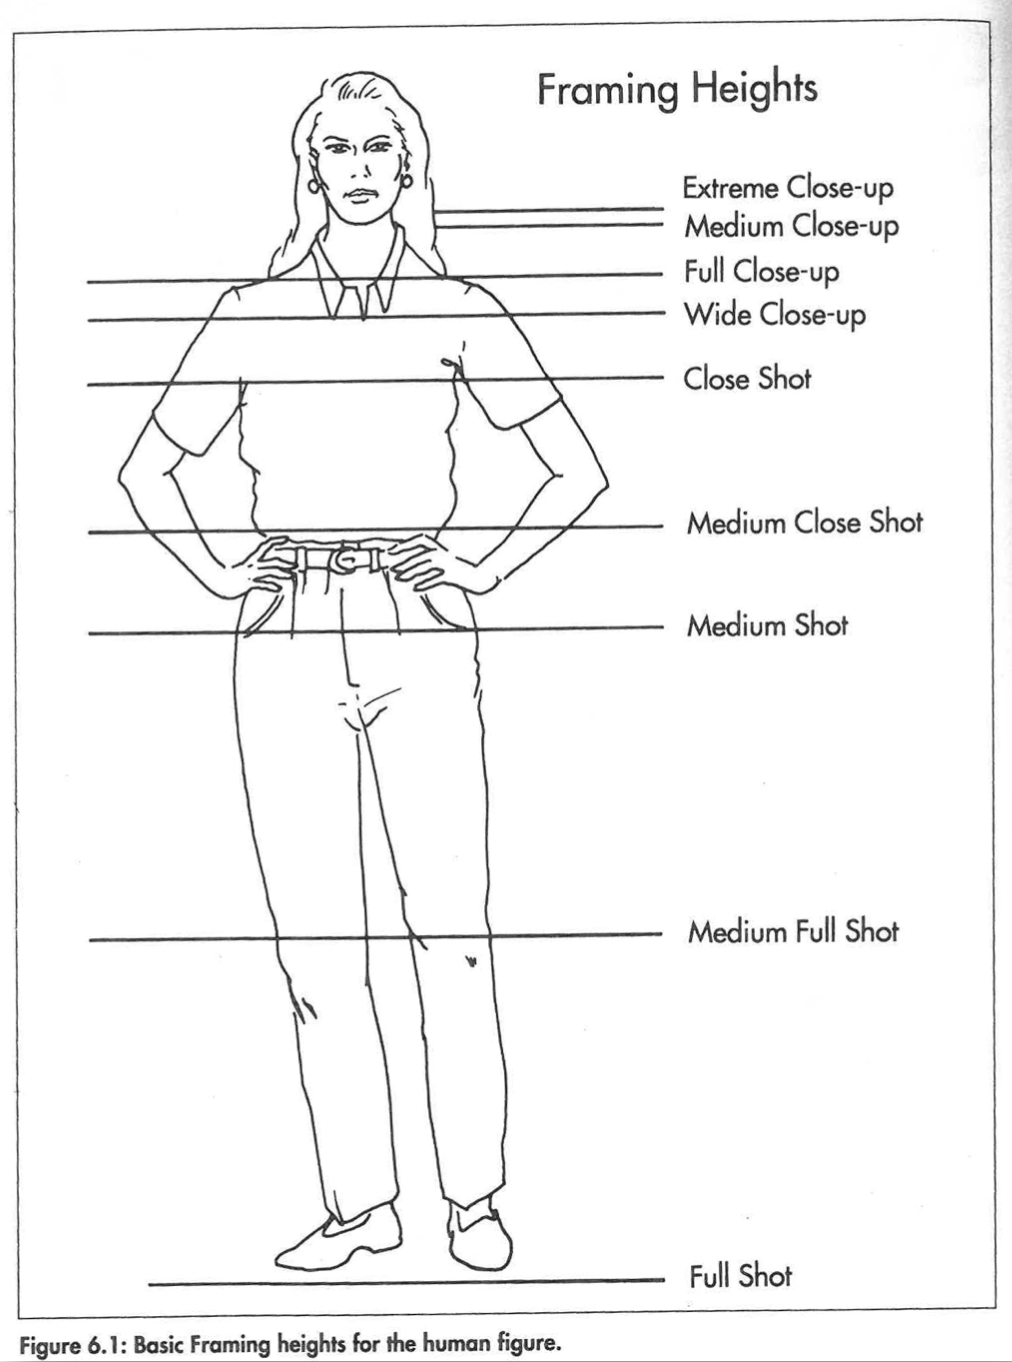 Framing Heights
Extreme Close-up
Medium Close-up
Full Close-up
Wide Close-up
Close Shot
Medium Close Shot
Medium Shot
Medium Full Shot
Full Shot
Figure 6.1: Basic Framing heights for the human figure.